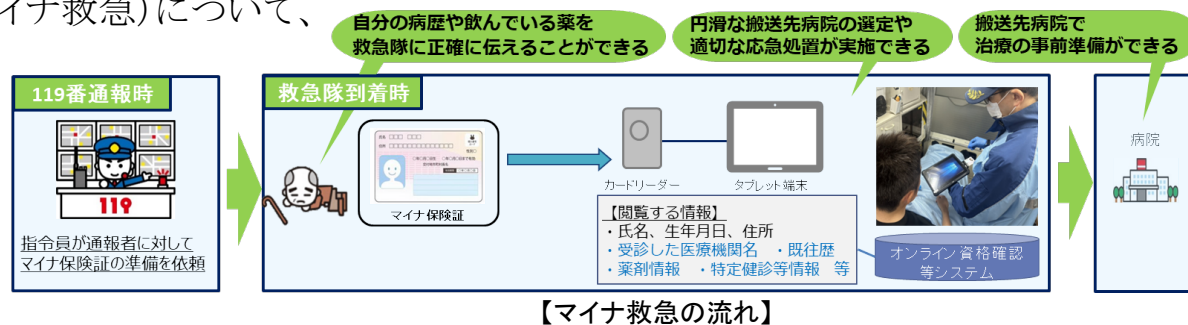 イナ救急）について、
自分の病歴や飲んでいる薬を
救急隊に正確に伝えることができる
円滑な搬送先病院の選定や
適切な応急処置が実施できる
搬送先病院で
治療の事前準備ができる
119番通報時
119
指令員が通報者に対して
マイナ保険証の準備を依頼
救急隊到着時
マイナ保険証
カードリーダー
タブレット端末
【閲覧する情報】
・氏名、生年月日、住所
・受診した医療機関名　・既往歴
・薬剤情報　・特定健診等情報　等
オンライン資格確認
等システム
病院
【マイナ救急の流れ】